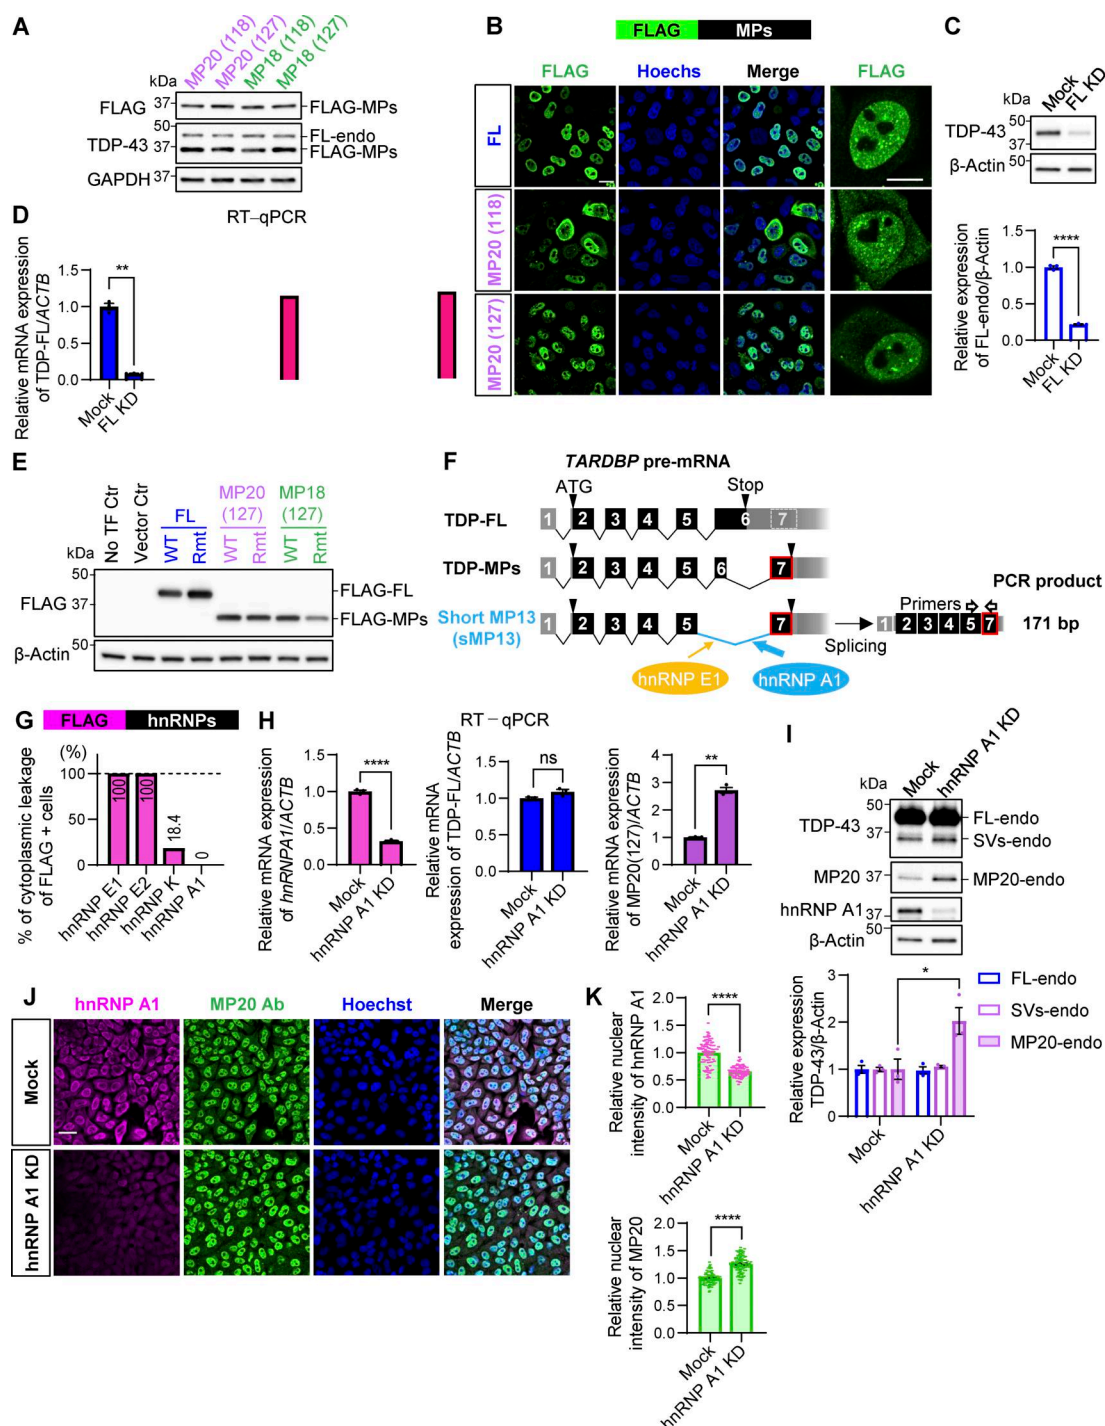 A
MP20 (118)
MP20 (127)
MP18 (118)
MP18 (127)
kDa
FLAG
37
FLAG-MPs
50
TDP-43
37
FL-endo
FLAG-MPs
GAPDH
37
B
FLAG
MPs
FLAG
Hoechs
Merge
FLAG
FL
MP20 (118)
MP20 (127)
C
Mock
FL KD
kDa
50
TDP-43
37
β-Actin
50
Relative expression
of FL-endo/β-Actin
1.5
1.0
0.5
0.0
****
Mock
FL KD
D
RT–qPCR
Relative mRNA expression
of TDP-FL/ACTB
1.5
1.0
0.5
0.0
**
Mock
FL KD
E
No TF Ctr
Vector Ctr
FL
WT
Rmt
MP20
(127)
WT
Rmt
MP18
(127)
WT
Rmt
kDa
50
FLAG
37
FLAG-FL
FLAG-MPs
β-Actin
50
F
TARDBP pre-mRNA
ATG
Stop
TDP-FL
1
2
3
4
5
6
7
TDP-MPs
1
2
3
4
5
6
7
Short MP13
(sMP13)
1
2
3
4
5
7
hnRNP E1
hnRNP A1
Splicing
Primers
1
2
3
4
5
7
PCR product
171 bp
G
FLAG
hnRNPs
(%)
% of cytoplasmic leakage
of FLAG + cells
100
50
0
100
100
18.4
0
hnRNP E1
hnRNP E2
hnRNP K
hnRNP A1
H
RT – qPCR
Relative mRNA expression
of hnRNPA1/ACTB
1.5
1.0
0.5
0.0
****
Mock
hnRNP A1 KD
Relative mRNA
expression of TDP-FL/ACTB
1.5
1.0
0.5
0.0
ns
Mock
hnRNP A1 KD
Relative mRNA expression
of MP20(127)/ACTB
4
3
2
1
0
**
Mock
hnRNP A1 KD
I
Mock
hnRNP A1 KD
kDa
50
TDP-43
37
FL-endo
SVs-endo
MP20
37
MP20-endo
hnRNP A1
37
50
β-Actin
Relative expression
TDP-43/β-Actin
3
2
1
0
*
Mock
hnRNP A1 KD
FL-endo
SVs-endo
MP20-endo
J
hnRNP A1
MP20 Ab
Hoechst
Merge
Mock
hnRNP A1 KD
K
Relative nuclear
intensity of hnRNP A1
2.0
1.5
1.0
0.5
0.0
****
Mock
hnRNP A1 KD
Relative nuclear
intensity of MP20
2.0
1.5
1.0
0.5
0.0
****
Mock
hnRNP A1 KD